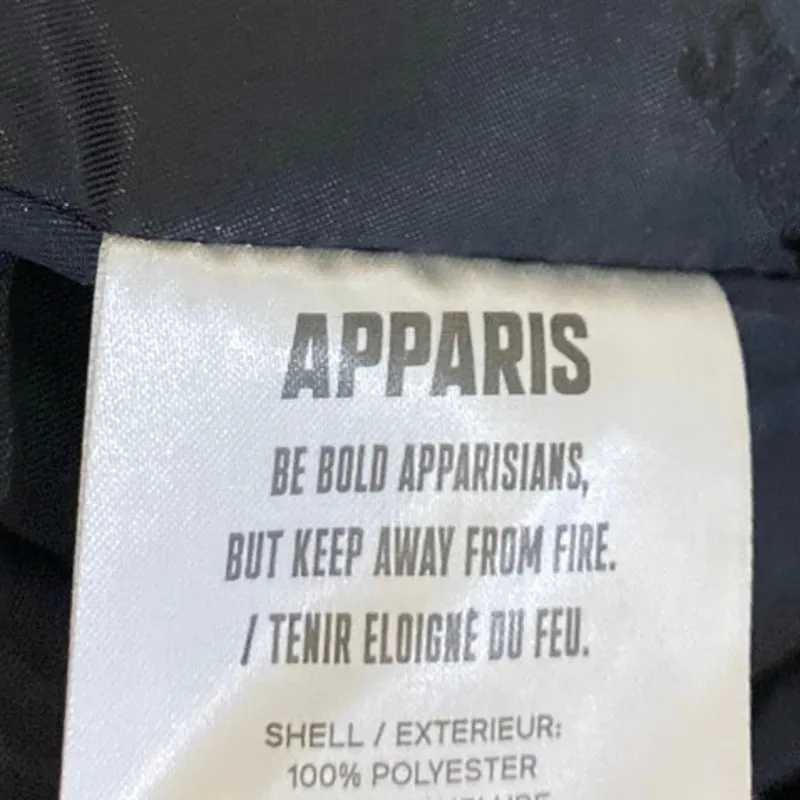 APPARIS
BE BOLD APPARISIANS,
BUT KEEP AWAY FROM FIRE.
/ TENIR ELOIGNÉ DU FEU.
SHELL / EXTERIEUR:
100% POLYESTER